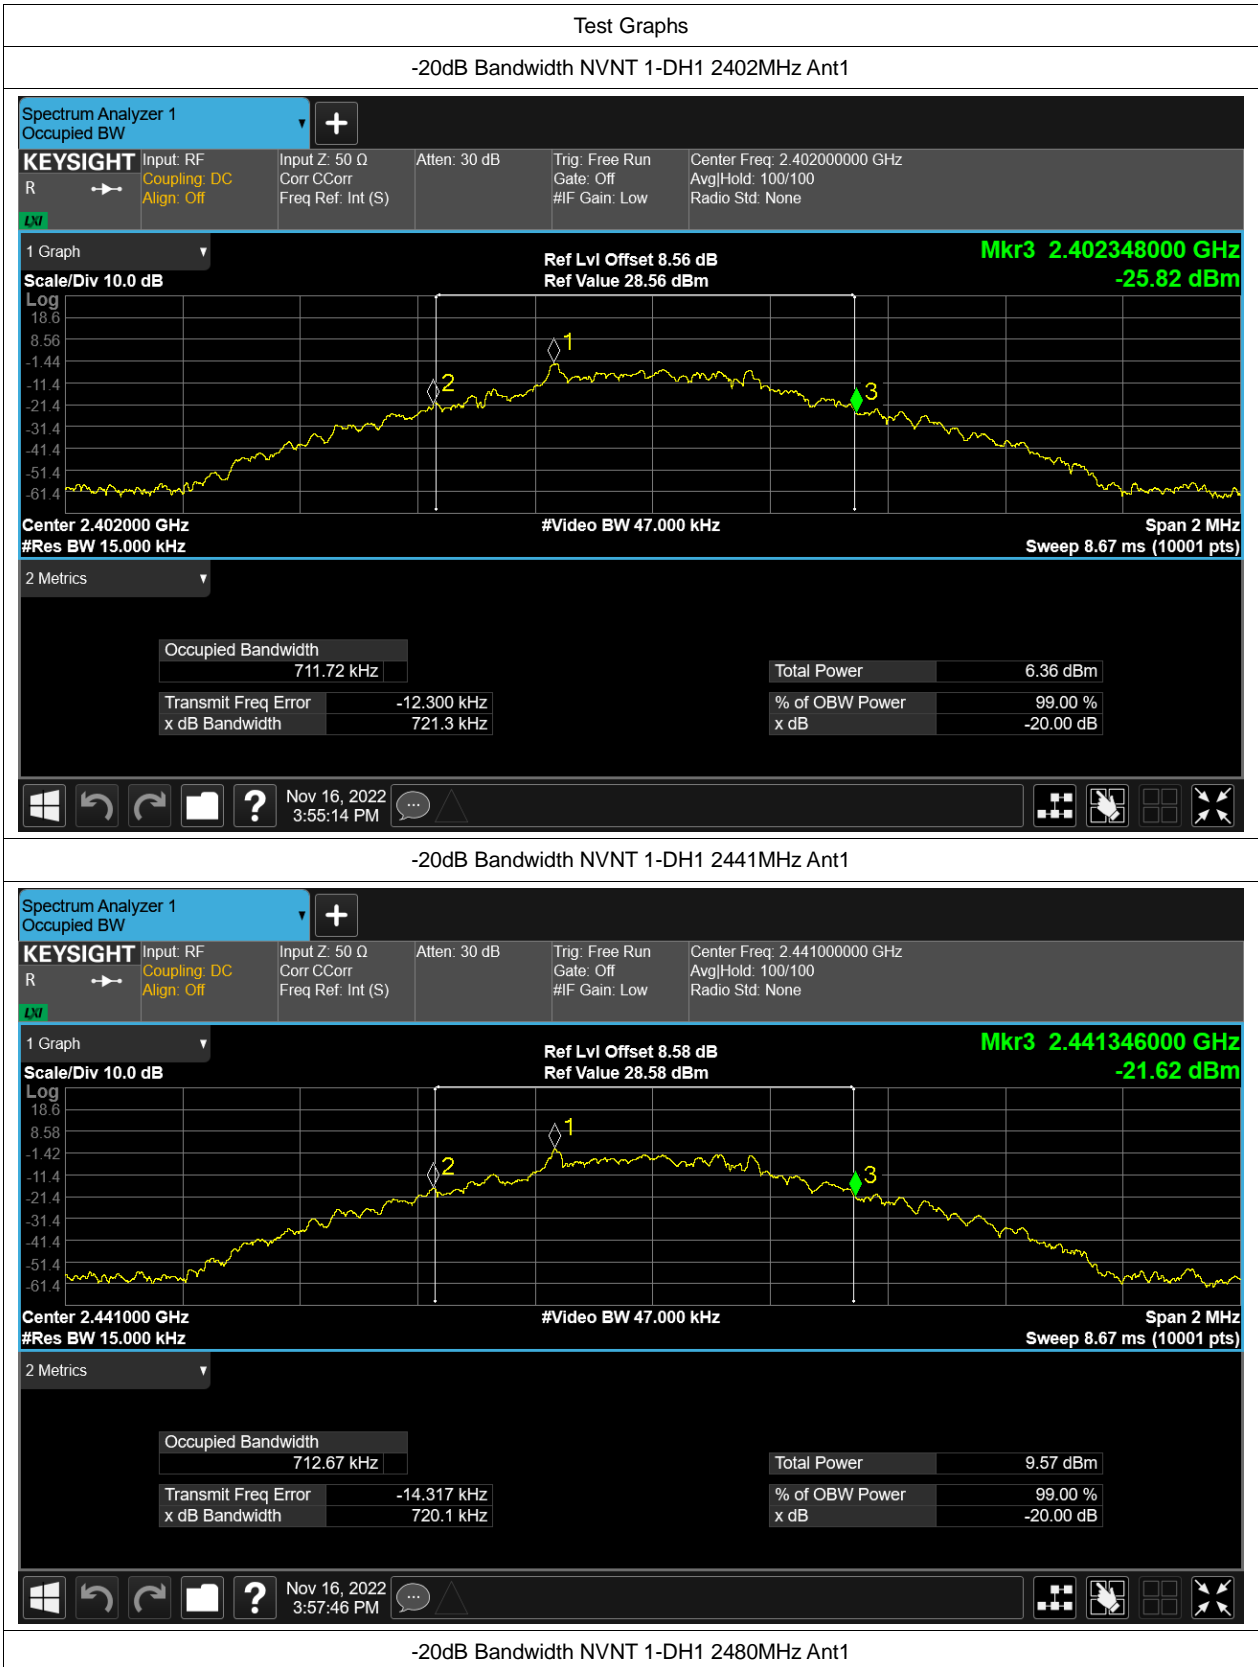 Test Graphs
-20dB Bandwidth NVNT 1-DH1 2402MHz Ant1
Spectrum Analyzer 1
Occupied BW
KEYSIGHT Input: RF Input Z: 50 Ω Atten: 30 dB Trig: Free Run Center Freq: 2.402000000 GHz
R Coupling: DC Corr CCorr Gate: Off Avg|Hold: 100/100
Align: Off Freq Ref: Int (S) #IF Gain: Low Radio Std: None
LXI
1 Graph Ref Lvl Offset 8.56 dB Mkr3 2.402348000 GHz
Scale/Div 10.0 dB Ref Value 28.56 dBm -25.82 dBm
Log
18.6
8.56
-1.44
-11.4
-21.4
-31.4
-41.4
-51.4
-61.4
1
2
3
Center 2.402000 GHz #Video BW 47.000 kHz Span 2 MHz
#Res BW 15.000 kHz Sweep 8.67 ms (10001 pts)
2 Metrics
Occupied Bandwidth
711.72 kHz Total Power 6.36 dBm
Transmit Freq Error -12.300 kHz % of OBW Power 99.00 %
x dB Bandwidth 721.3 kHz x dB -20.00 dB
Nov 16, 2022
3:55:14 PM
-20dB Bandwidth NVNT 1-DH1 2441MHz Ant1
Spectrum Analyzer 1
Occupied BW
KEYSIGHT Input: RF Input Z: 50 Ω Atten: 30 dB Trig: Free Run Center Freq: 2.441000000 GHz
R Coupling: DC Corr CCorr Gate: Off Avg|Hold: 100/100
Align: Off Freq Ref: Int (S) #IF Gain: Low Radio Std: None
LXI
1 Graph Ref Lvl Offset 8.58 dB Mkr3 2.441346000 GHz
Scale/Div 10.0 dB Ref Value 28.58 dBm -21.62 dBm
Log
18.6
8.58
-1.42
-11.4
-21.4
-31.4
-41.4
-51.4
-61.4
1
2
3
Center 2.441000 GHz #Video BW 47.000 kHz Span 2 MHz
#Res BW 15.000 kHz Sweep 8.67 ms (10001 pts)
2 Metrics
Occupied Bandwidth
712.67 kHz Total Power 9.57 dBm
Transmit Freq Error -14.317 kHz % of OBW Power 99.00 %
x dB Bandwidth 720.1 kHz x dB -20.00 dB
Nov 16, 2022
3:57:46 PM
-20dB Bandwidth NVNT 1-DH1 2480MHz Ant1